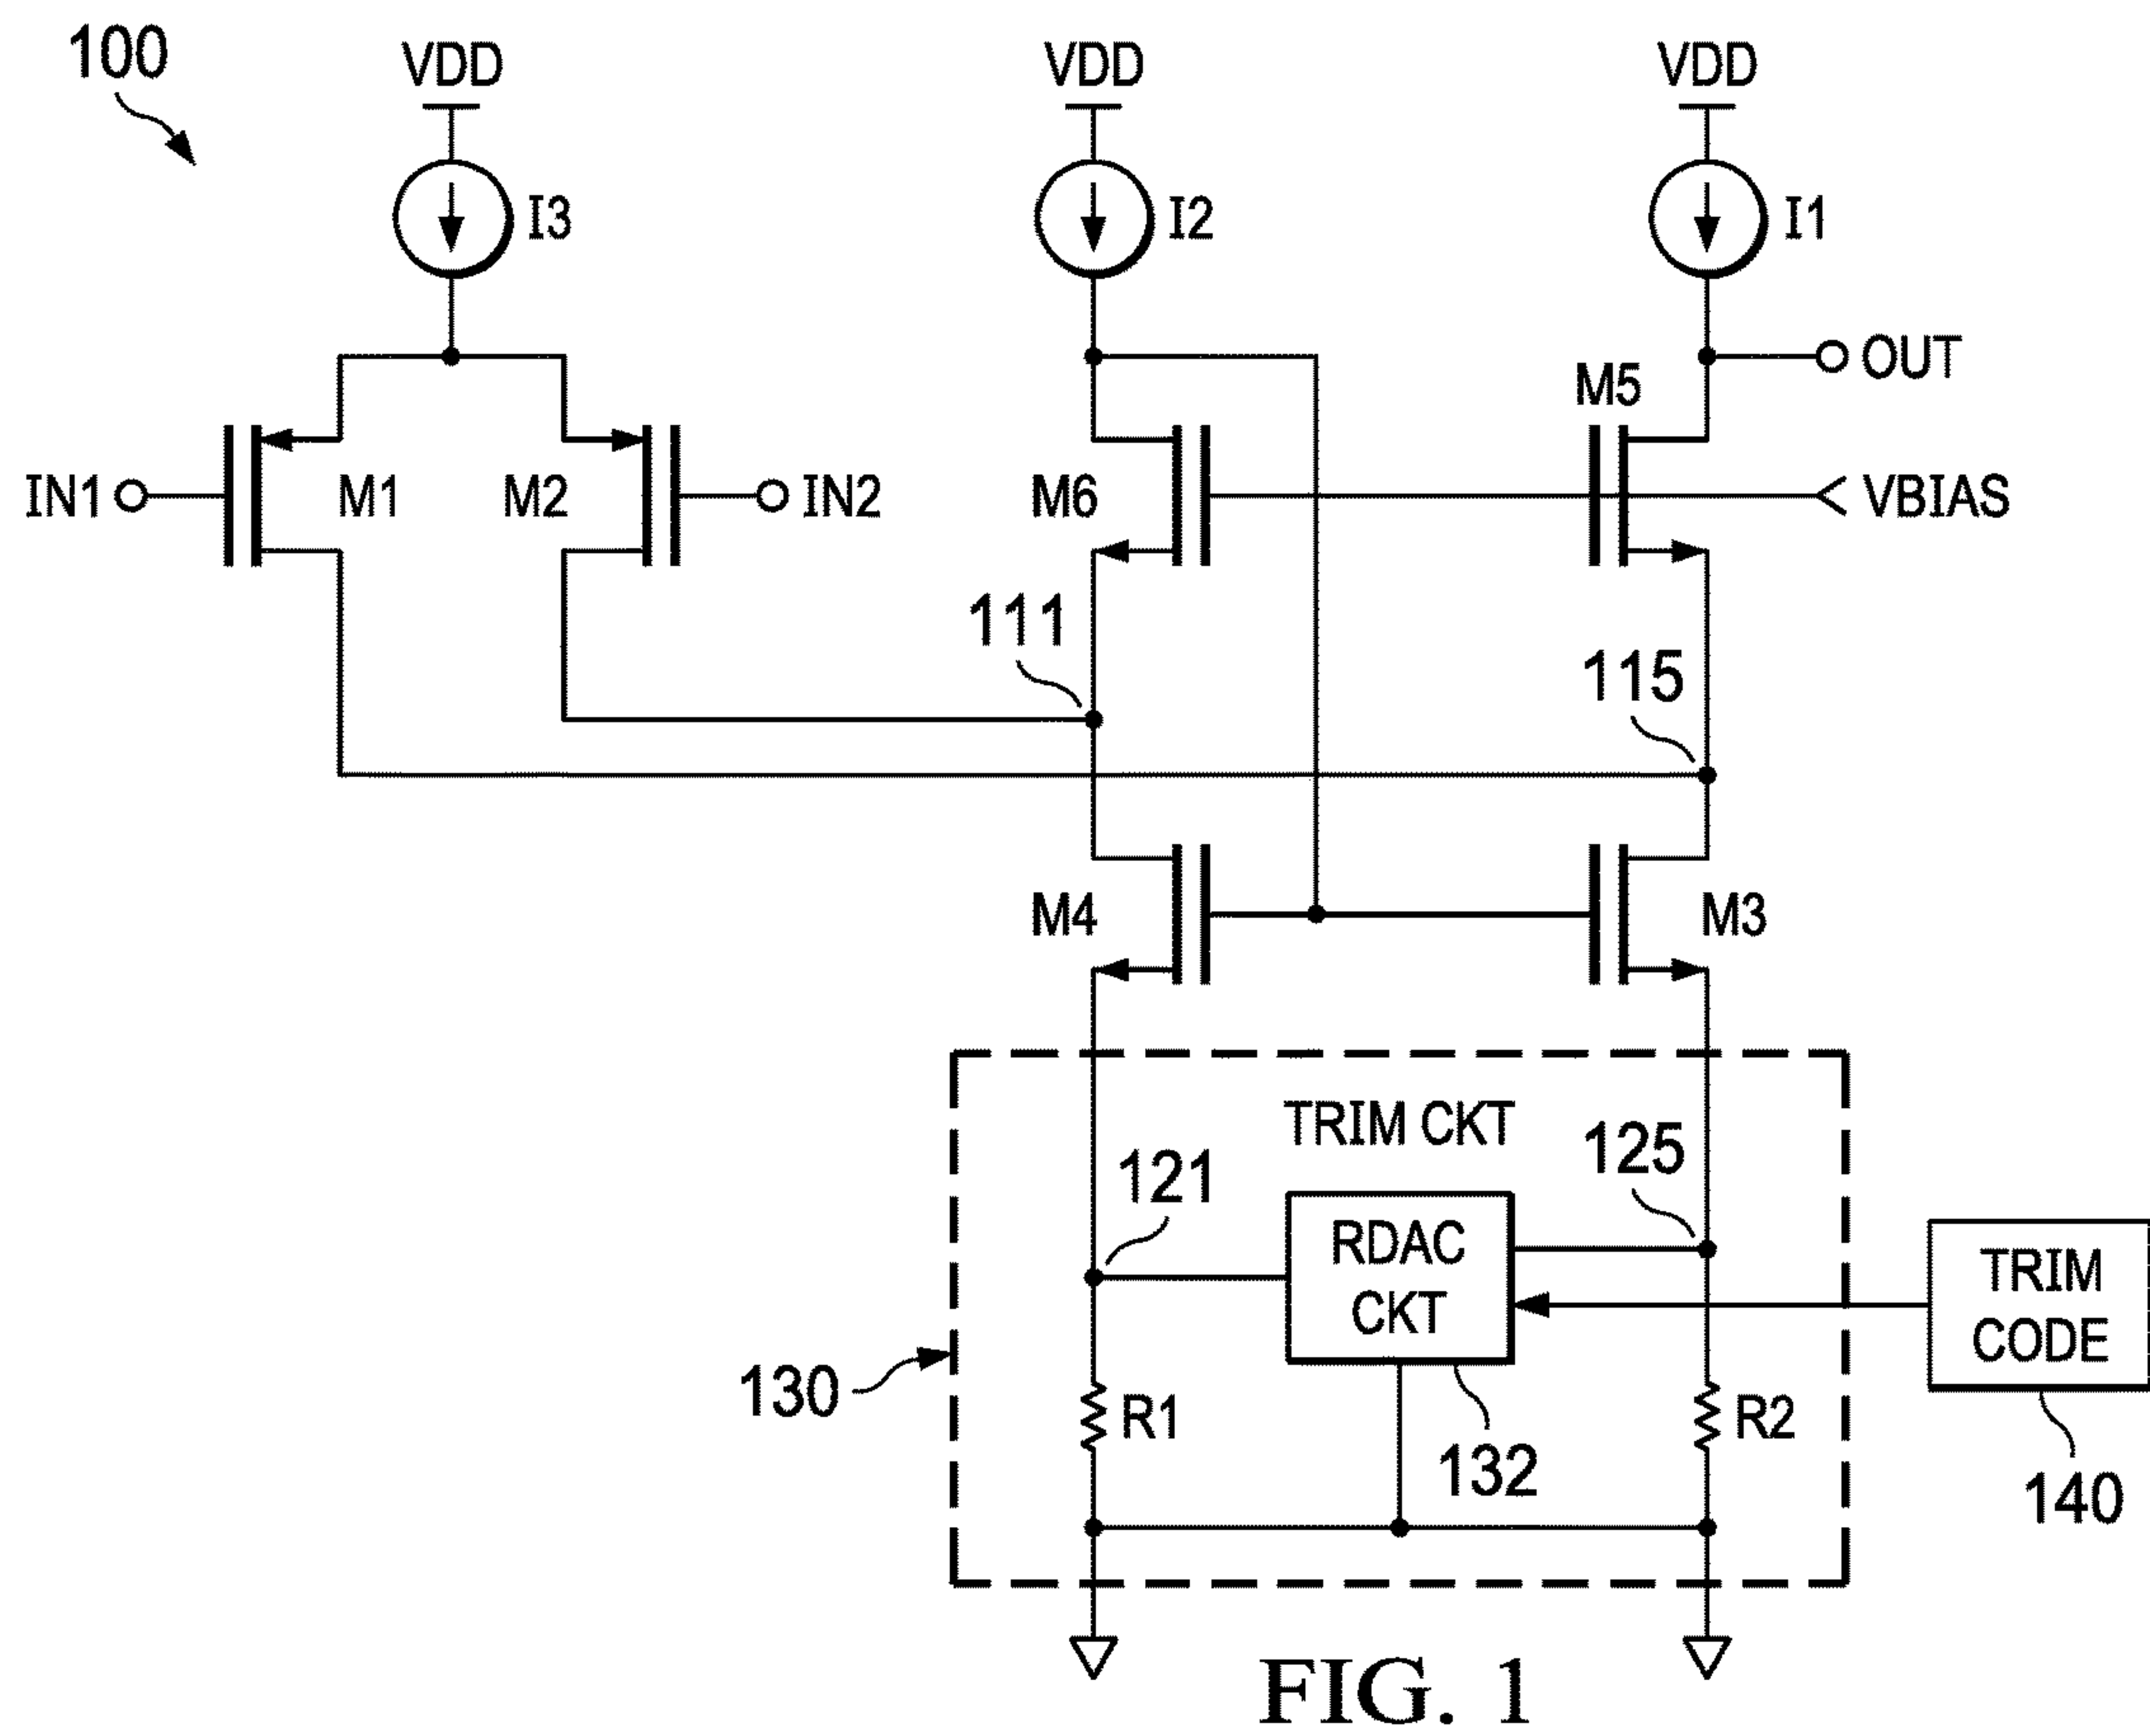 100
VDD
VDD
VDD
I3
I2
I1
OUT
M5
IN1
M1
M2
IN2
M6
VBIAS
111
115
M4
M3
TRIM CKT
121
125
RDAC
CKT
TRIM
CODE
130
R1
R2
132
140
FIG. 1